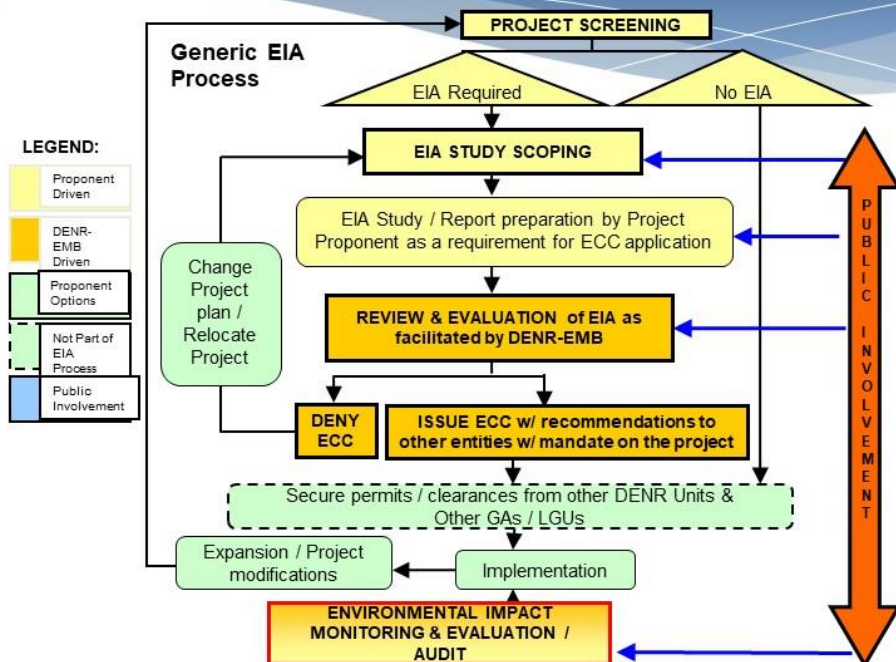 PROJECT SCREENING
Generic EIA
Process
EIA Required
No EIA
LEGEND:
Proponent
Driven
DENR-
EMB
Driven
Proponent
Options
Not Part of
EIA
Process
Public
Involvement
EIA STUDY SCOPING
EIA Study / Report preparation by Project
Proponent as a requirement for ECC application
Change
Project
plan /
Relocate
Project
REVIEW & EVALUATION of EIA as
facilitated by DENR-EMB
DENY
ECC
ISSUE ECC w/ recommendations to
other entities w/ mandate on the project
Secure permits / clearances from other DENR Units &
Other GAs / LGUs
Expansion / Project
modifications
Implementation
ENVIRONMENTAL IMPACT
MONITORING & EVALUATION /
AUDIT
PUBLIC INVOLVEMENT